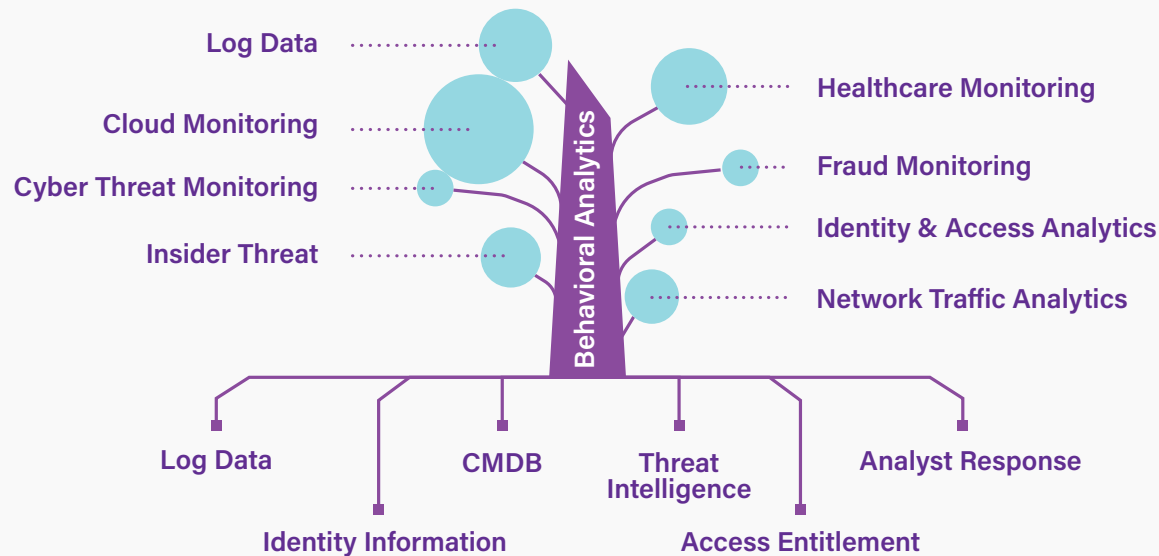 Log Data
Cloud Monitoring
Cyber Threat Monitoring
Insider Threat
Behavioral Analytics
Healthcare Monitoring
Fraud Monitoring
Identity & Access Analytics
Network Traffic Analytics
Log Data
Identity Information
CMDB
Threat
Intelligence
Access Entitlement
Analyst Response